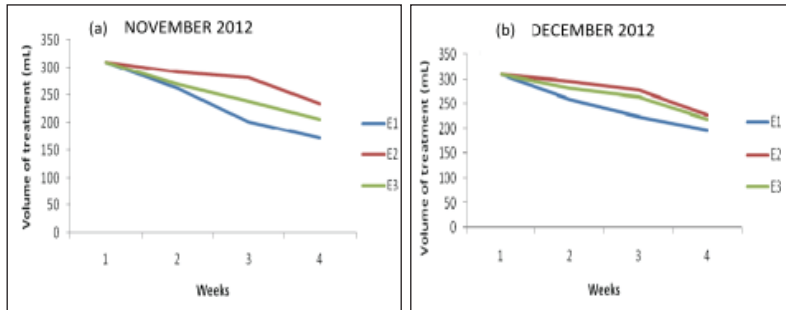 (a) NOVEMBER 2012
Volume of treatment (mL)
350
300
250
200
150
100
50
0
1 2 3 4
Weeks
E1
E2
E3
(b) DECEMBER 2012
Volume of treatment (mL)
350
300
250
200
150
100
50
0
1 2 3 4
Weeks
E1
E2
E3